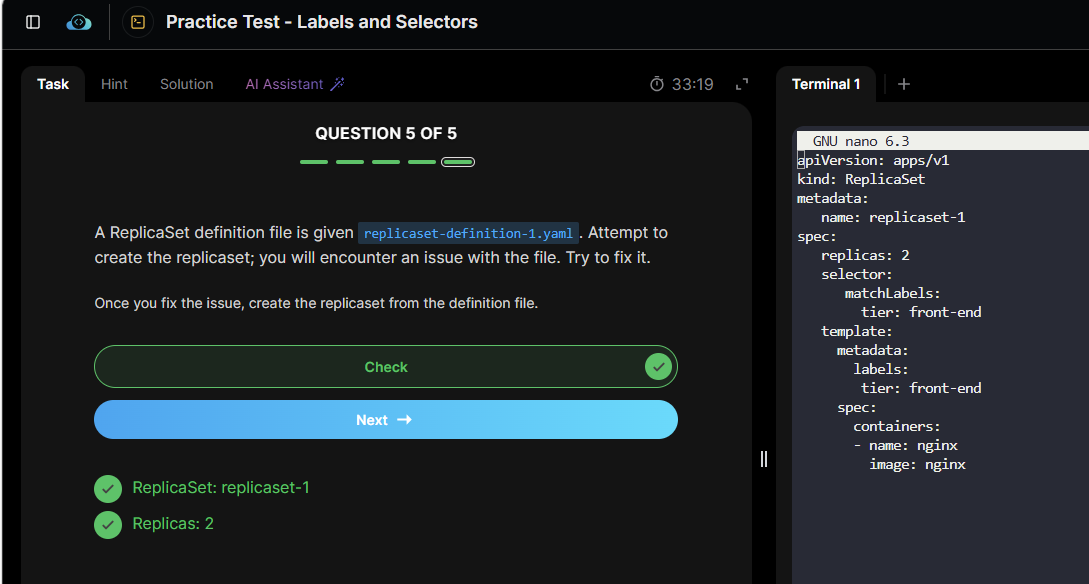 Practice Test - Labels and Selectors
Task Hint Solution AI Assistant 33:19
QUESTION 5 OF 5
A ReplicaSet definition file is given replicaset-definition-1.yaml. Attempt to
create the replicaset; you will encounter an issue with the file. Try to fix it.
Once you fix the issue, create the replicaset from the definition file.
Check
Next →
ReplicaSet: replicaset-1
Replicas: 2
Terminal 1 +
GNU nano 6.3
apiVersion: apps/v1
kind: ReplicaSet
metadata:
   name: replicaset-1
spec:
   replicas: 2
   selector:
      matchLabels:
        tier: front-end
   template:
     metadata:
       labels:
        tier: front-end
     spec:
       containers:
       - name: nginx
         image: nginx